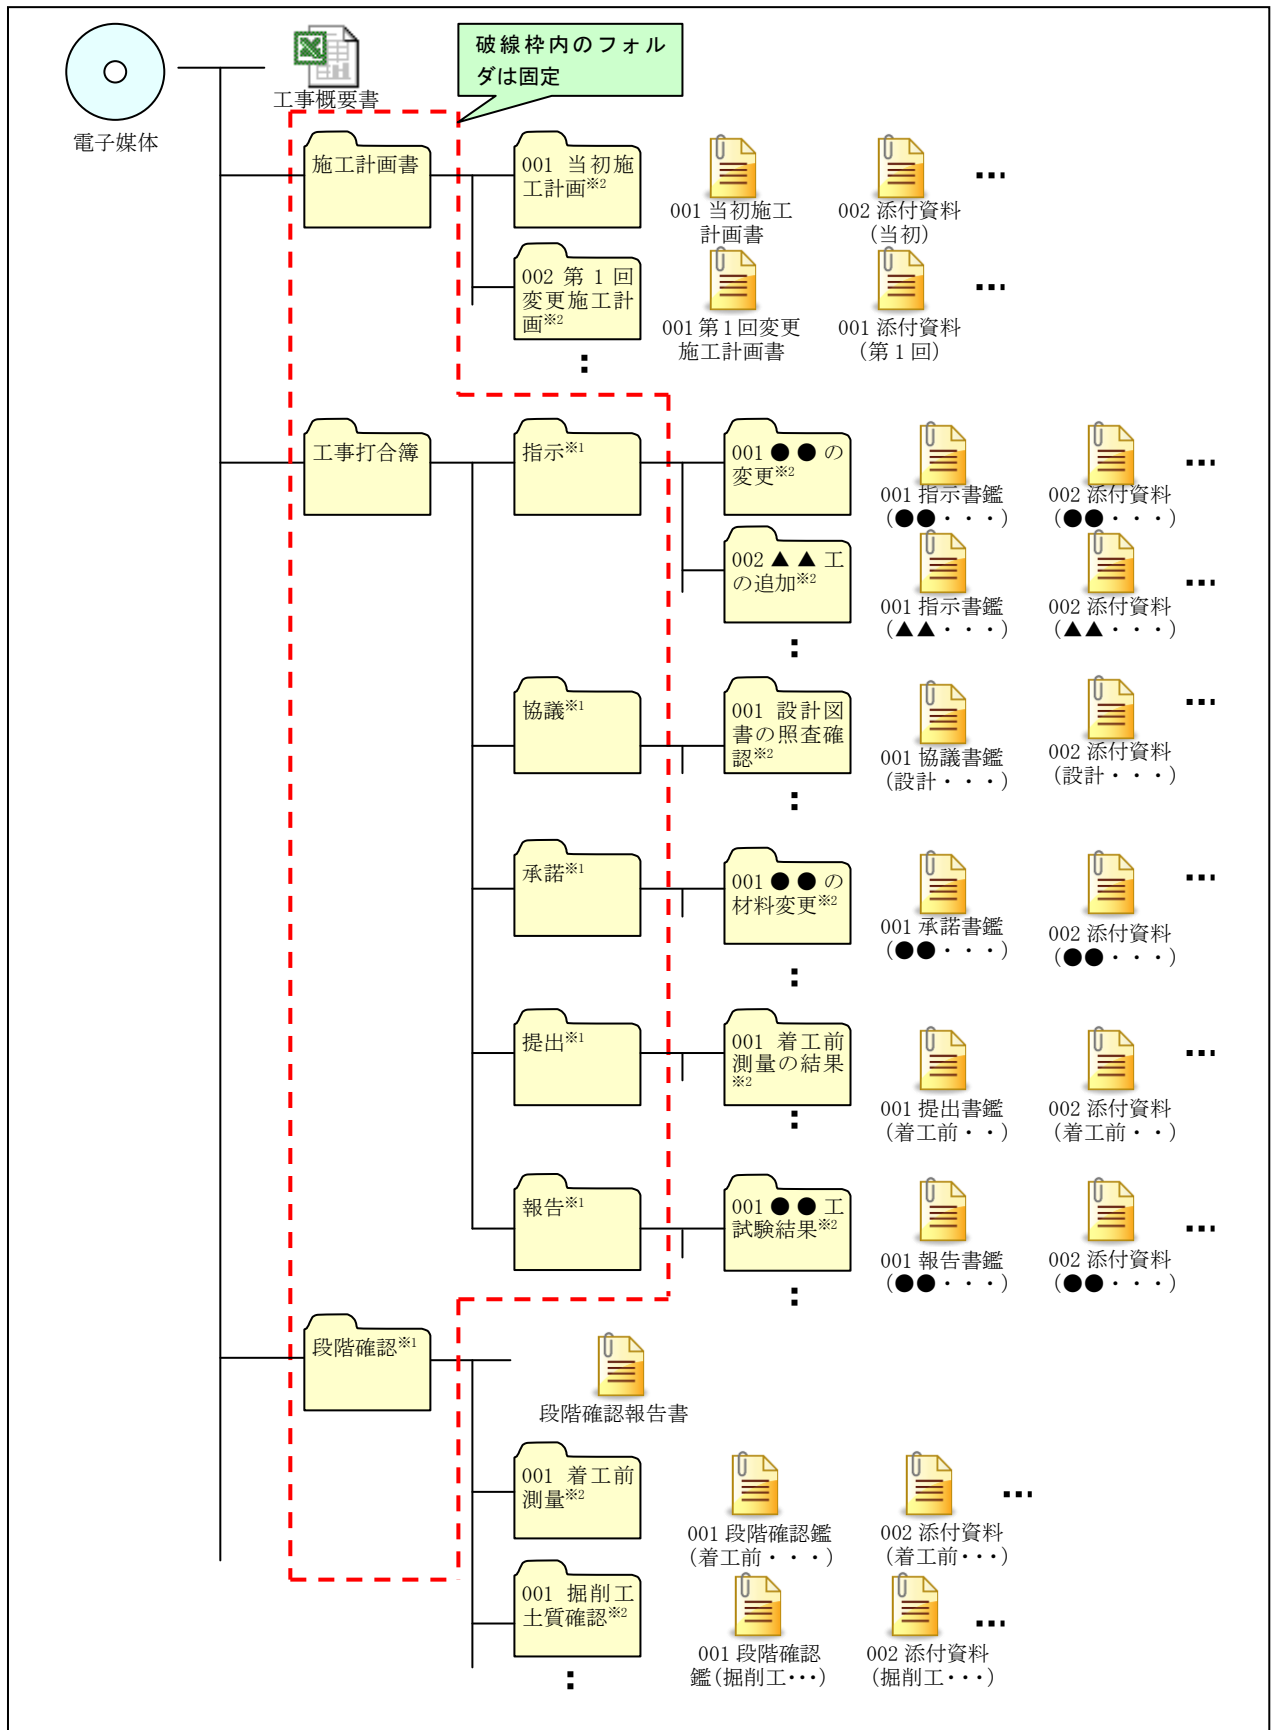 破線枠内のフォル
ダは固定
工事概要書
電子媒体
施工計画書
001 当初施
工計画※2
001 当初施工
計画書
002 添付資料
(当初)
002 第 1 回
変更施工計
画※2
001 第 1 回変更
施工計画書
001 添付資料
(第 1 回)
:
工事打合簿
指示※1
001 ● ● の
変更※2
001 指示書鑑
(●●・・・)
002 添付資料
(●●・・・)
002 ▲ ▲ 工
の追加※2
001 指示書鑑
(▲▲・・・)
002 添付資料
(▲▲・・・)
:
協議※1
001 設計図
書の照査確
認※2
001 協議書鑑
(設計・・・)
002 添付資料
(設計・・・)
:
承諾※1
001 ● ● の
材料変更※2
001 承諾書鑑
(●●・・・)
002 添付資料
(●●・・・)
:
提出※1
001 着工前
測量の結果
※2
001 提出書鑑
(着工前・・)
002 添付資料
(着工前・・)
:
報告※1
001 ● ● 工
試験結果※2
001 報告書鑑
(●●・・・)
002 添付資料
(●●・・・)
:
段階確認※1
段階確認報告書
001 着工前
測量※2
001 段階確認鑑
(着工前・・・)
002 添付資料
(着工前・・・)
001 掘削工
土質確認※2
001 段階確認
鑑(掘削工・・・)
002 添付資料
(掘削工・・・)
: